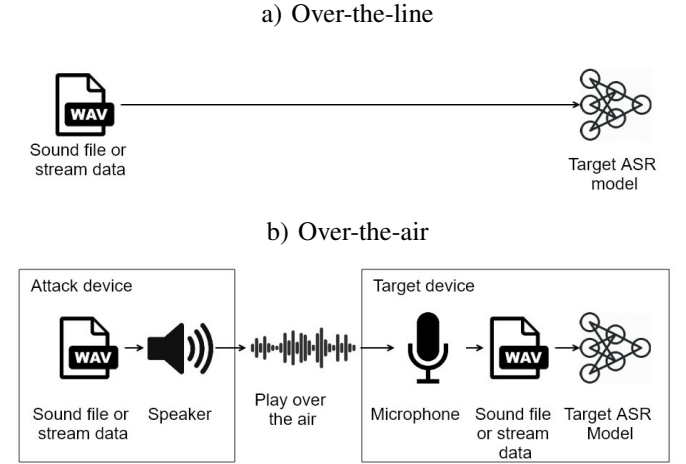 a) Over-the-line
WAV
Sound file or
stream data
Target ASR
model
b) Over-the-air
Attack device
Target device
WAV
WAV
Sound file or
stream data
Speaker
Play over
the air
Microphone
Sound file
or stream
data
Target ASR
Model